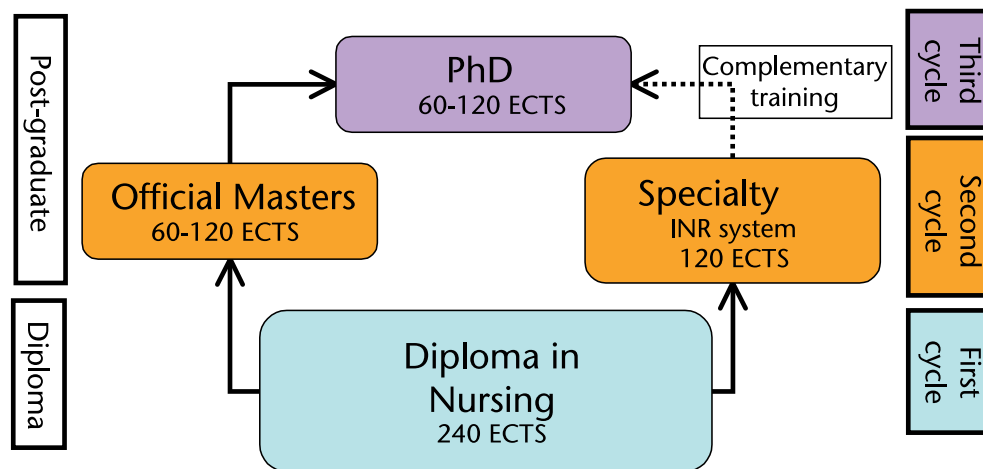 Post-graduate
PhD
60-120 ECTS
Complementary
training
Third
cycle
Official Masters
60-120 ECTS
Specialty
INR system
120 ECTS
Second
cycle
Diploma
Diploma in
Nursing
240 ECTS
First
cycle